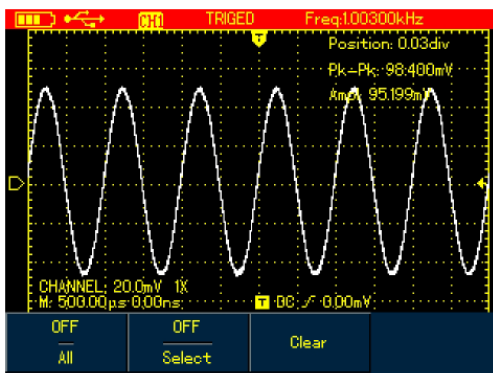 CH1 TRIGED Freq:1.00300kHz
T
Position: 0.03div
Pk-Pk: 98.400mV
Amp: 95.199mV
CHANNEL: 20.0mV 1X
M: 500.00µs 0.00ns T DC 0.00mV
OFF OFF Clear
All Select